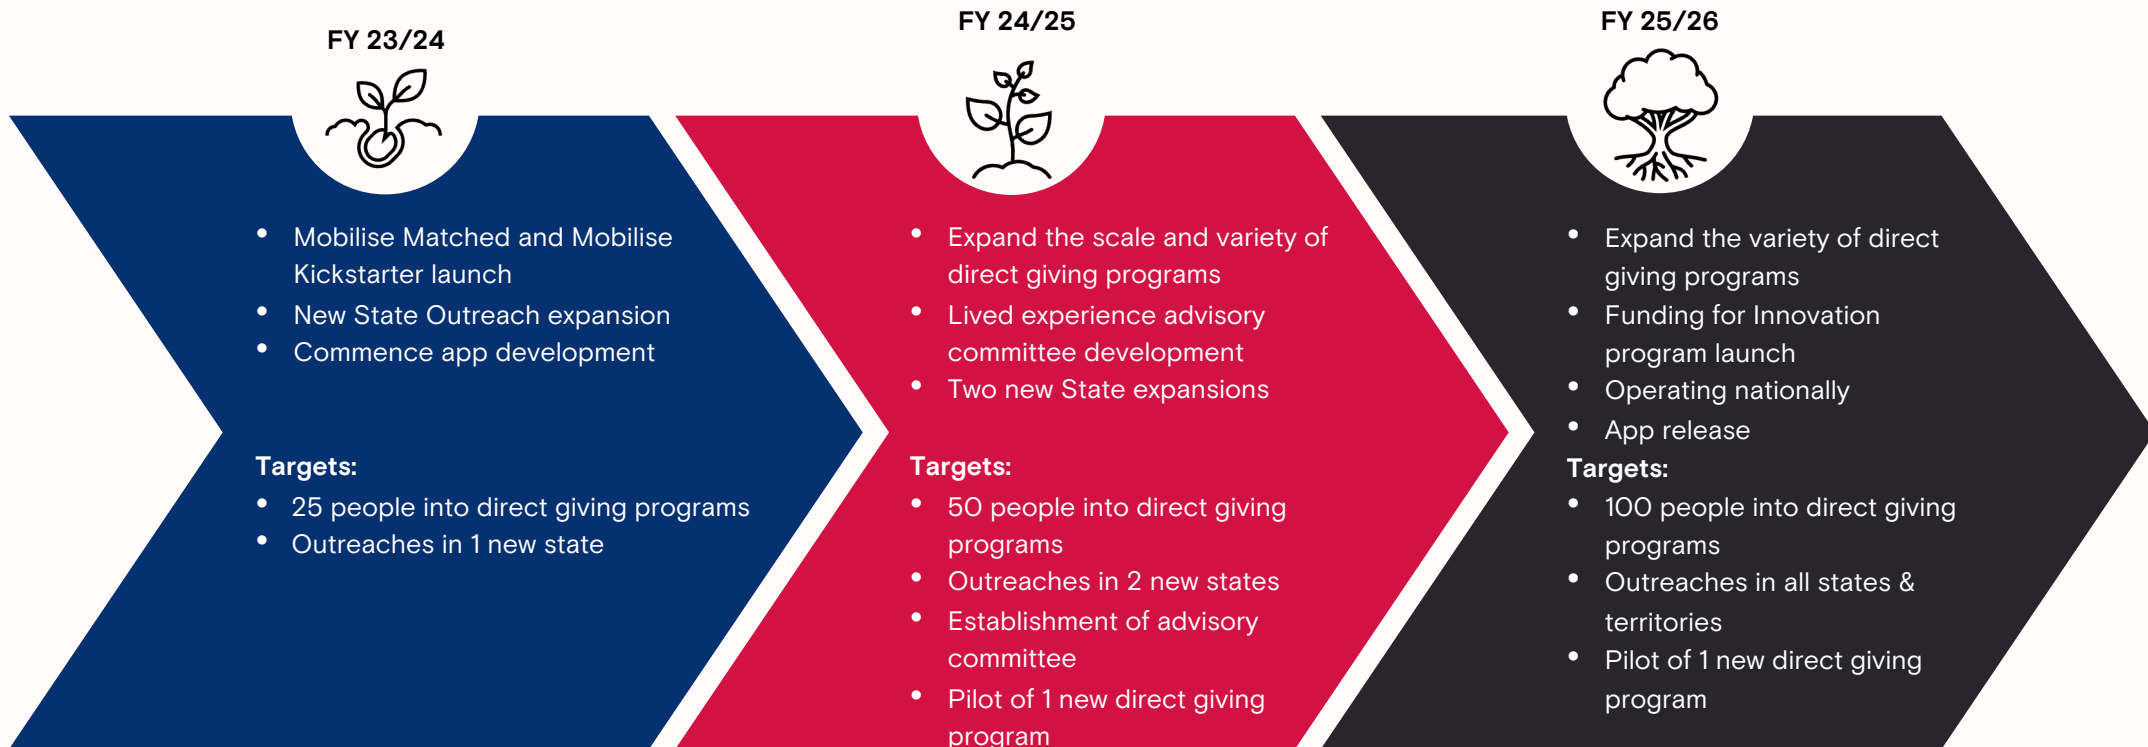 FY 23/24
• Mobilise Matched and Mobilise
Kickstarter launch
• New State Outreach expansion
• Commence app development
Targets:
• 25 people into direct giving programs
• Outreaches in 1 new state
FY 24/25
• Expand the scale and variety of
direct giving programs
• Lived experience advisory
committee development
• Two new State expansions
Targets:
• 50 people into direct giving
programs
• Outreaches in 2 new states
• Establishment of advisory
committee
• Pilot of 1 new direct giving
program
FY 25/26
• Expand the variety of direct
giving programs
• Funding for Innovation
program launch
• Operating nationally
• App release
Targets:
• 100 people into direct giving
programs
• Outreaches in all states &
territories
• Pilot of 1 new direct giving
program